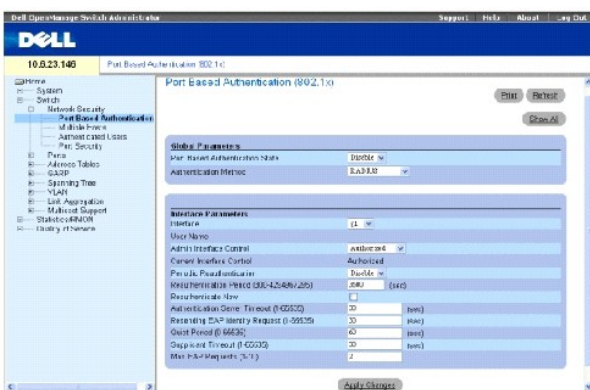 Dell OpenManage Switch Administrator
Support Help About Log Out
DELL
10.6.23.146
Port Based Authentication (802.1x)
Home
System
Switch
Network Security
Port Based Authentication
Multiple Hosts
Authenticated Users
Port Security
Ports
Address Tables
GARP
Spanning Tree
VLAN
Link Aggregation
Multicast Support
Statistics/RMON
Quality of Service
Port Based Authentication (802.1x)
Print Refresh
Show All
Global Parameters
Port Based Authentication State Disable
Authentication Method RADIUS
Interface Parameters
Interface
User Name
Admin Interface Control Authorized
Current Interface Control Authorized
Periodic Reauthentication Disable
Reauthentication Period (300-4294967295) 3600 (sec)
Reauthenticate Now
Authentication Server Timeout (1-65535) 30 (sec)
Resending EAP Identity Request (1-65535) 30 (sec)
Quiet Period (0-65535) 60 (sec)
Supplicant Timeout (1-65535) 30 (sec)
Max EAP Requests (1-10) 2
Apply Changes